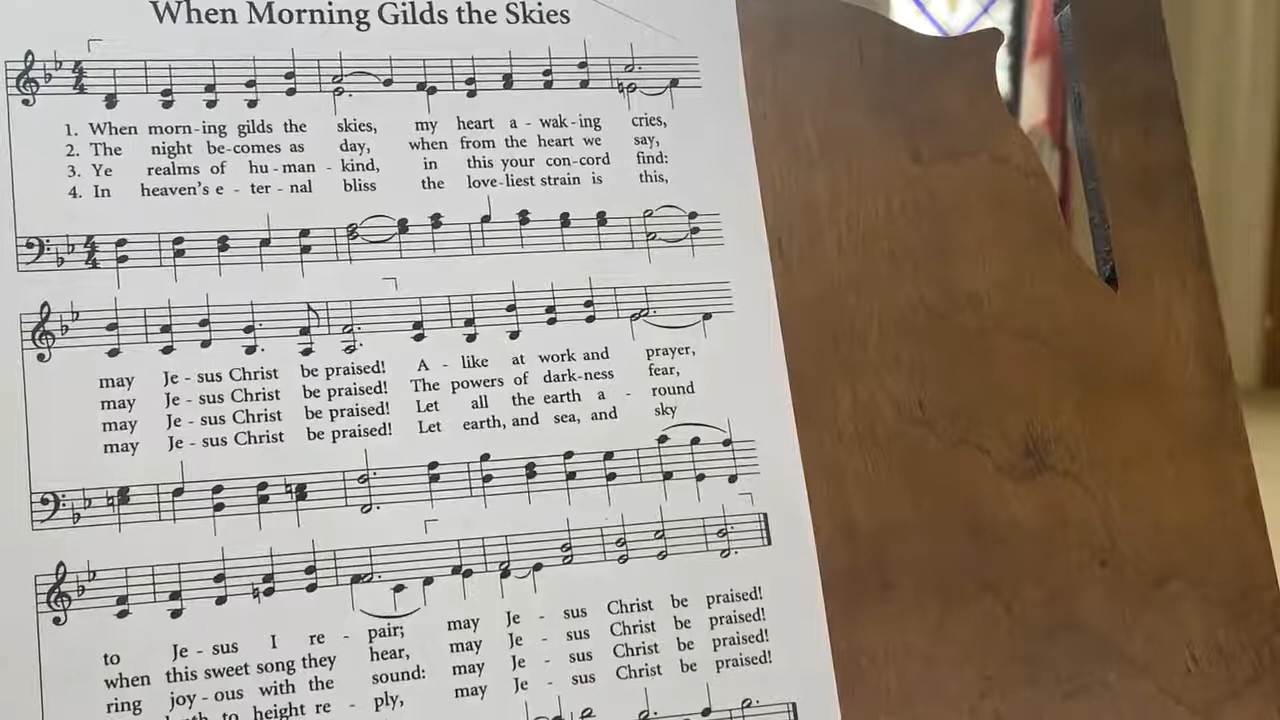 When Morning Gilds the Skies
4 4
1. When morn - ing gilds the skies, my heart a - wak - ing cries,
2. The night be - comes as day, when from the heart we say,
3. Ye realms of hu - man - kind, in this your con - cord find:
4. In heaven's e - ter - nal bliss the love - liest strain is this,
4 4
may Je - sus Christ be praised! A - like at work and prayer,
may Je - sus Christ be praised! The powers of dark - ness fear,
may Je - sus Christ be praised! Let all the earth a - round
may Je - sus Christ be praised! Let earth, and sea, and sky
to Je - sus I re - pair; may Je - sus Christ be praised!
when this sweet song they hear, may Je - sus Christ be praised!
ring joy - ous with the sound: may Je - sus Christ be praised!
to height re - ply, may Je - sus Christ be praised!